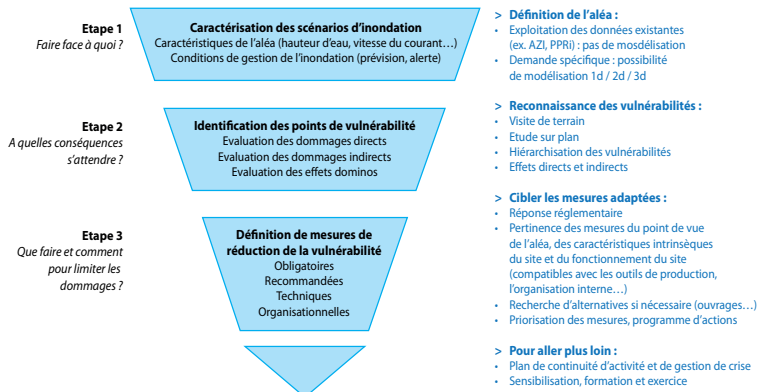 Etape 1
Faire face à quoi ?
Caractérisation des scénarios d'inondation
Caractéristiques de l'aléa (hauteur d'eau, vitesse du courant…)
Conditions de gestion de l'inondation (prévision, alerte)
> Définition de l'aléa :
• Exploitation des données existantes
(ex. AZI, PPRi) : pas de mosdélisation
• Demande spécifique : possibilité
de modélisation 1d / 2d / 3d
Etape 2
A quelles conséquences
s'attendre ?
Identification des points de vulnérabilité
Evaluation des dommages directs
Evaluation des dommages indirects
Evaluation des effets dominos
> Reconnaissance des vulnérabilités :
• Visite de terrain
• Etude sur plan
• Hiérarchisation des vulnérabilités
• Effets directs et indirects
Etape 3
Que faire et comment
pour limiter les
dommages ?
Définition de mesures de
réduction de la vulnérabilité
Obligatoires
Recommandées
Techniques
Organisationnelles
> Cibler les mesures adaptées :
• Réponse réglementaire
• Pertinence des mesures du point de vue
de l'aléa, des caractéristiques intrinsèques
du site et du fonctionnement du site
(compatibles avec les outils de production,
l'organisation interne…)
• Recherche d'alternatives si nécessaire (ouvrages…)
• Priorisation des mesures, programme d'actions
> Pour aller plus loin :
• Plan de continuité d'activité et de gestion de crise
• Sensibilisation, formation et exercice